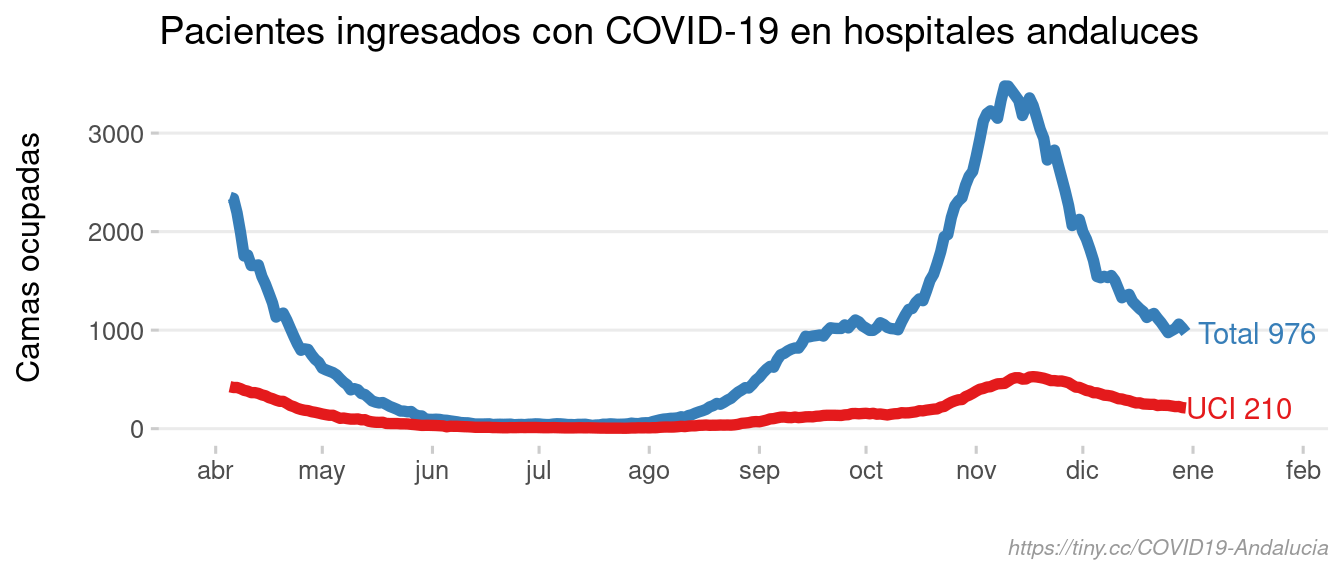 Pacientes ingresados con COVID-19 en hospitales andaluces
Camas ocupadas
3000
2000
1000
0
Total 976
UCI 210
abr may jun jul ago sep oct nov dic ene feb
https://tiny.cc/COVID19-Andalucia